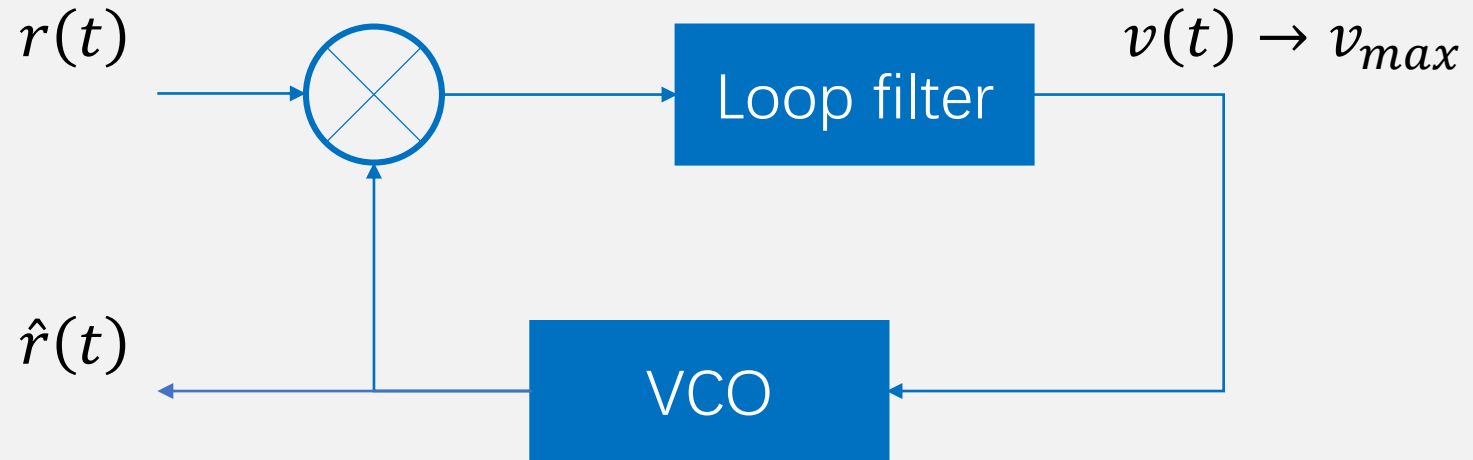 r(t)
Loop filter
v(t) → v_max
r̂(t)
VCO